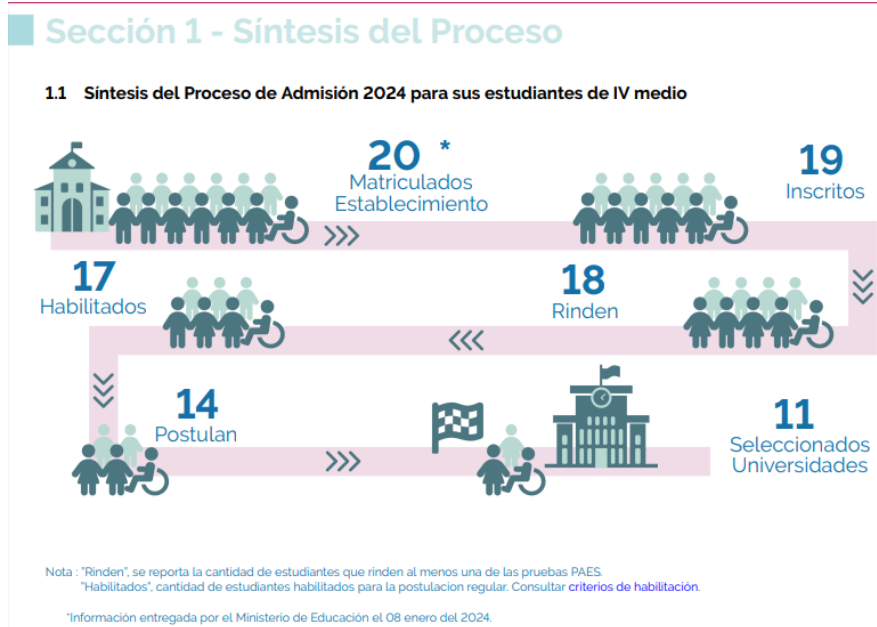 Sección 1 - Síntesis del Proceso
1.1 Síntesis del Proceso de Admisión 2024 para sus estudiantes de IV medio
20 *
Matriculados
Establecimiento
19
Inscritos
18
Rinden
17
Habilitados
14
Postulan
11
Seleccionados
Universidades
Nota : "Rinden", se reporta la cantidad de estudiantes que rinden al menos una de las pruebas PAES.
"Habilitados", cantidad de estudiantes habilitados para la postulacion regular. Consultar criterios de habilitación.
*Información entregada por el Ministerio de Educación el 08 enero del 2024.